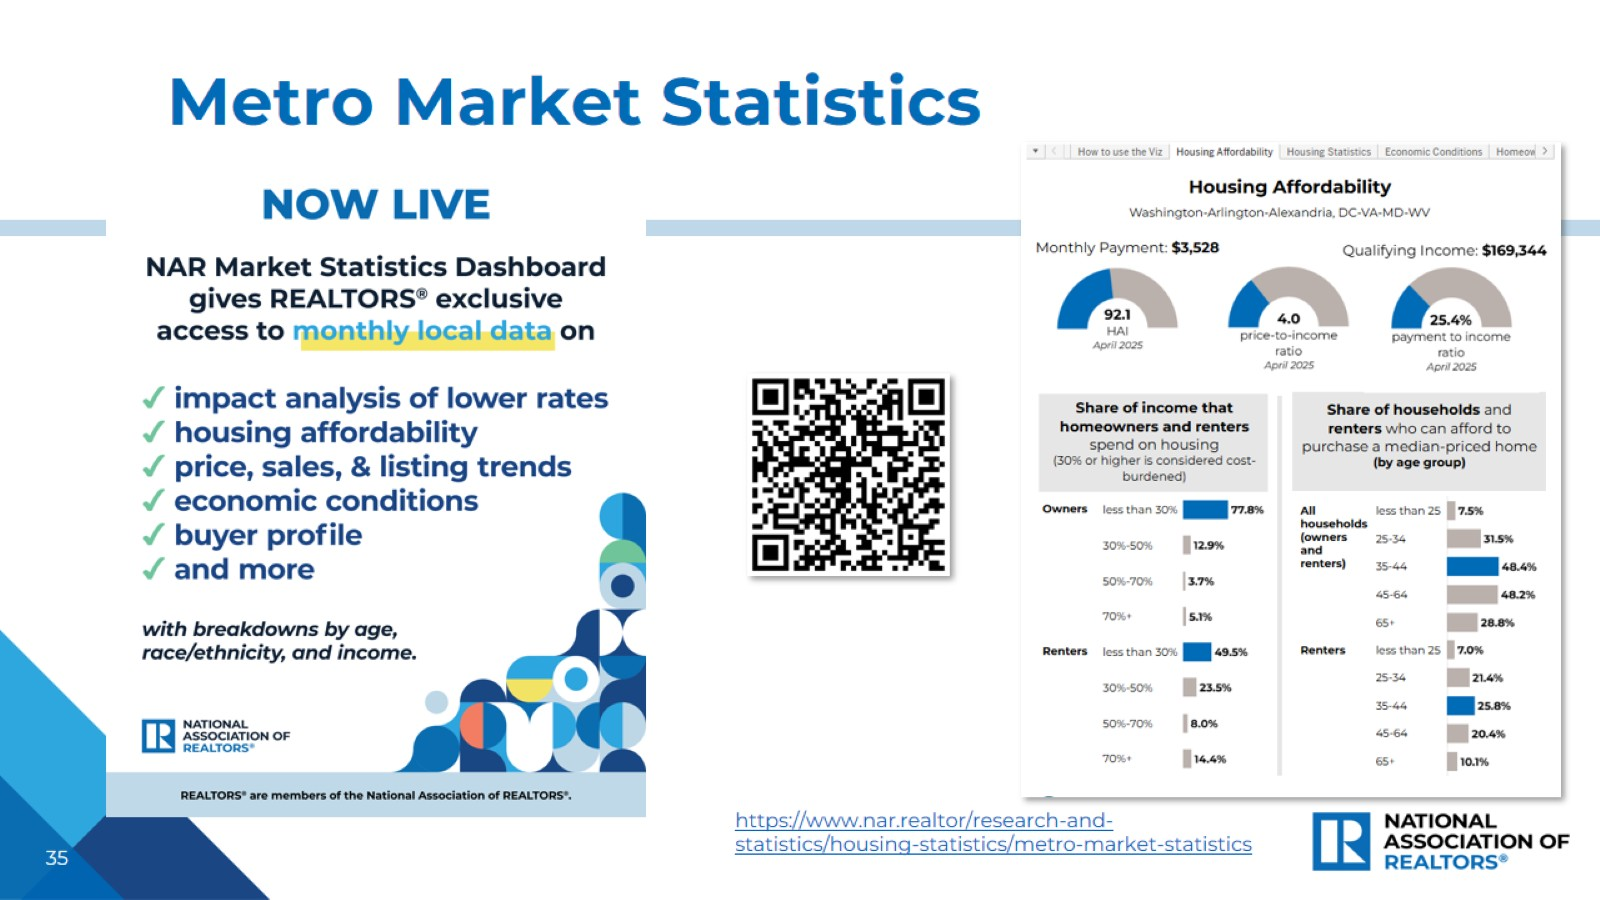 Metro Market Statistics
NOW LIVE
NAR Market Statistics Dashboard
gives REALTORS® exclusive
access to monthly local data on
✓ impact analysis of lower rates
✓ housing affordability
✓ price, sales, & listing trends
✓ economic conditions
✓ buyer profile
✓ and more
with breakdowns by age,
race/ethnicity, and income.
NATIONAL
ASSOCIATION OF
REALTORS®
REALTORS® are members of the National Association of REALTORS®.
35
https://www.nar.realtor/research-and-
statistics/housing-statistics/metro-market-statistics
How to use the Viz Housing Affordability Housing Statistics Economic Conditions Homeow
Housing Affordability
Washington-Arlington-Alexandria, DC-VA-MD-WV
Monthly Payment: $3,528
Qualifying Income: $169,344
92.1
HAI
April 2025
4.0
price-to-income
ratio
April 2025
25.4%
payment to income
ratio
April 2025
Share of income that
homeowners and renters
spend on housing
(30% or higher is considered cost-
burdened)
Owners less than 30% 77.8%
30%-50% 12.9%
50%-70% 3.7%
70%+ 5.1%
Renters less than 30% 49.5%
30%-50% 23.5%
50%-70% 8.0%
70%+ 14.4%
Share of households and
renters who can afford to
purchase a median-priced home
(by age group)
All
households
(owners
and
renters)
less than 25 7.5%
25-34 31.5%
35-44 48.4%
45-64 48.2%
65+ 28.8%
Renters less than 25 7.0%
25-34 21.4%
35-44 25.8%
45-64 20.4%
65+ 10.1%
NATIONAL
ASSOCIATION OF
REALTORS®